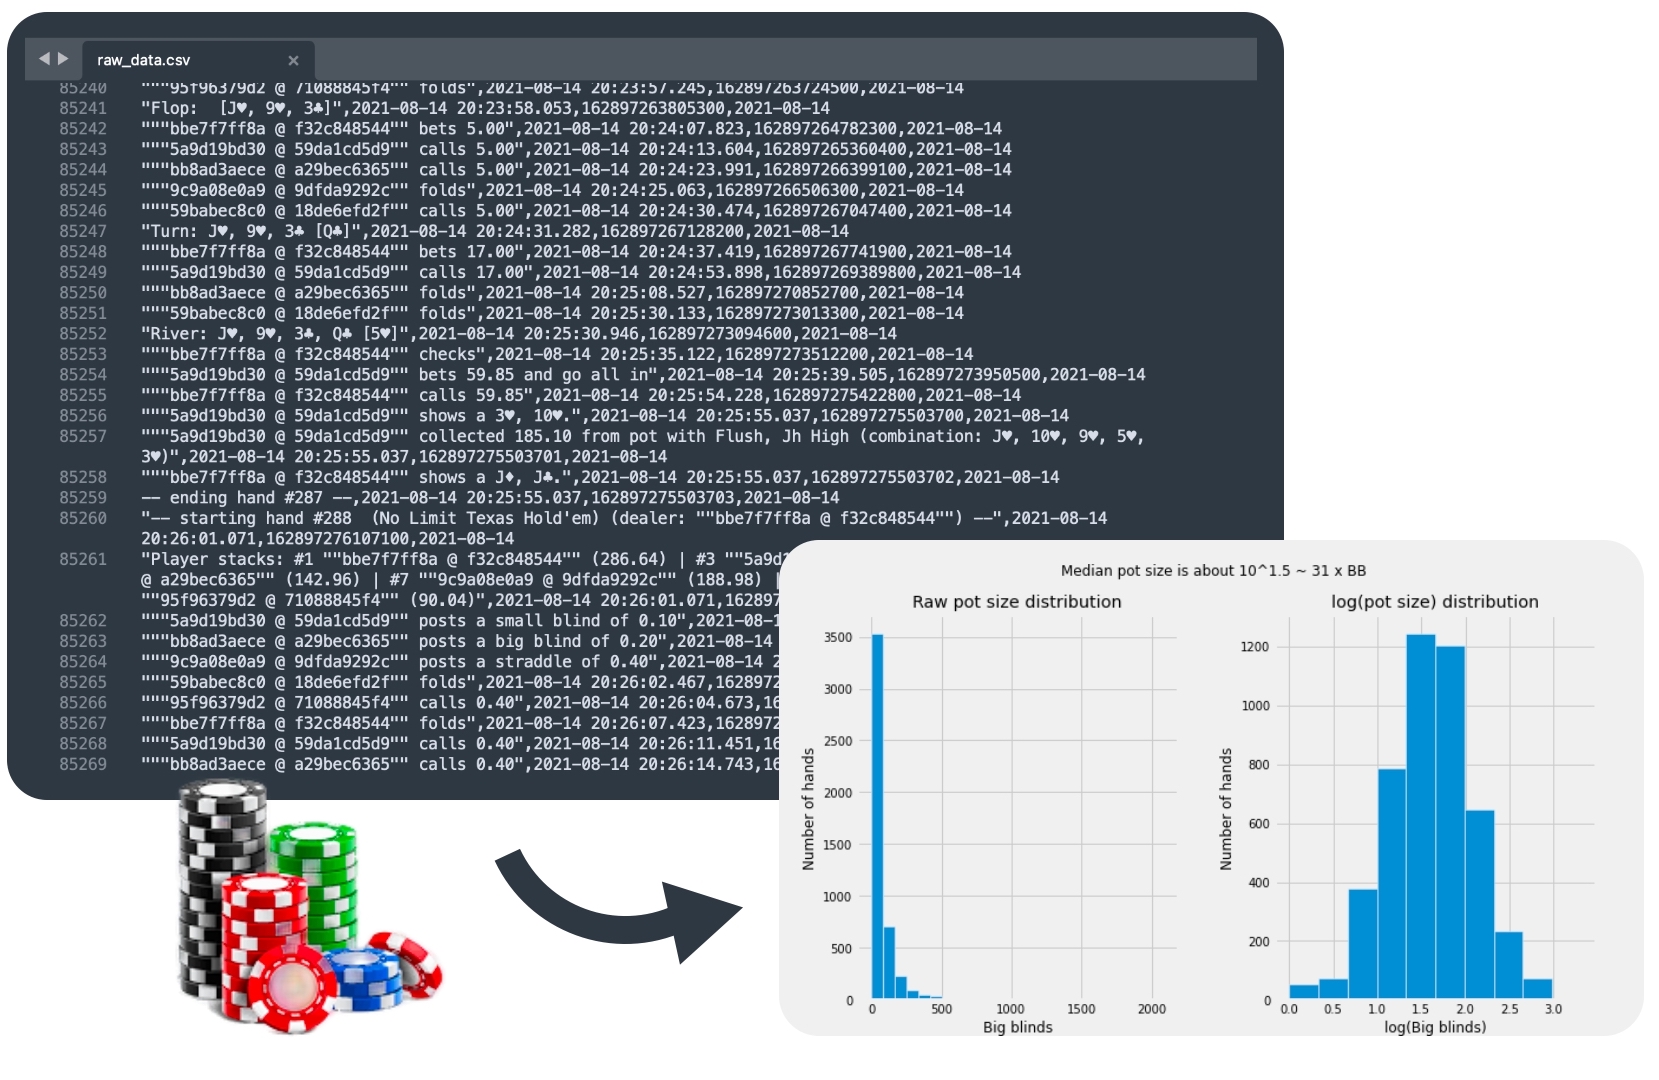 raw_data.csv
85240 """95f96379d2 @ 71088845f4"" folds",2021-08-14 20:23:57.245,162897263724500,2021-08-14
85241 "Flop:  [J♥, 9♥, 3♣]",2021-08-14 20:23:58.053,162897263805300,2021-08-14
85242 """bbe7f7ff8a @ f32c848544"" bets 5.00",2021-08-14 20:24:07.823,162897264782300,2021-08-14
85243 """5a9d19bd30 @ 59da1cd5d9"" calls 5.00",2021-08-14 20:24:13.604,162897265360400,2021-08-14
85244 """bb8ad3aece @ a29bec6365"" calls 5.00",2021-08-14 20:24:23.991,162897266399100,2021-08-14
85245 """9c9a08e0a9 @ 9dfda9292c"" folds",2021-08-14 20:24:25.063,162897266506300,2021-08-14
85246 """59babec8c0 @ 18de6efd2f"" calls 5.00",2021-08-14 20:24:30.474,162897267047400,2021-08-14
85247 "Turn: J♥, 9♥, 3♣ [Q♣]",2021-08-14 20:24:31.282,162897267128200,2021-08-14
85248 """bbe7f7ff8a @ f32c848544"" bets 17.00",2021-08-14 20:24:37.419,162897267741900,2021-08-14
85249 """5a9d19bd30 @ 59da1cd5d9"" calls 17.00",2021-08-14 20:24:53.898,162897269389800,2021-08-14
85250 """bb8ad3aece @ a29bec6365"" folds",2021-08-14 20:25:08.527,162897270852700,2021-08-14
85251 """59babec8c0 @ 18de6efd2f"" folds",2021-08-14 20:25:30.133,162897273013300,2021-08-14
85252 "River: J♥, 9♥, 3♣, Q♣ [5♥]",2021-08-14 20:25:30.946,162897273094600,2021-08-14
85253 """bbe7f7ff8a @ f32c848544"" checks",2021-08-14 20:25:35.122,162897273512200,2021-08-14
85254 """5a9d19bd30 @ 59da1cd5d9"" bets 59.85 and go all in",2021-08-14 20:25:39.505,162897273950500,2021-08-14
85255 """bbe7f7ff8a @ f32c848544"" calls 59.85",2021-08-14 20:25:54.228,162897275422800,2021-08-14
85256 """5a9d19bd30 @ 59da1cd5d9"" shows a 3♥, 10♥.",2021-08-14 20:25:55.037,162897275503700,2021-08-14
85257 """5a9d19bd30 @ 59da1cd5d9"" collected 185.10 from pot with Flush, Jh High (combination: J♥, 10♥, 9♥, 5♥,
3♥)",2021-08-14 20:25:55.037,162897275503701,2021-08-14
85258 """bbe7f7ff8a @ f32c848544"" shows a J♦, J♣.",2021-08-14 20:25:55.037,162897275503702,2021-08-14
85259 -- ending hand #287 --,2021-08-14 20:25:55.037,162897275503703,2021-08-14
85260 "-- starting hand #288  (No Limit Texas Hold'em) (dealer: ""bbe7f7ff8a @ f32c848544"") --",2021-08-14
20:26:01.071,162897276107100,2021-08-14
85261 "Player stacks: #1 ""bbe7f7ff8a @ f32c848544"" (286.64) | #3 ""5a9d1
@ a29bec6365"" (142.96) | #7 ""9c9a08e0a9 @ 9dfda9292c"" (188.98) |
""95f96379d2 @ 71088845f4"" (90.04)",2021-08-14 20:26:01.071,162897
85262 """5a9d19bd30 @ 59da1cd5d9"" posts a small blind of 0.10",2021-08-1
85263 """bb8ad3aece @ a29bec6365"" posts a big blind of 0.20",2021-08-14
85264 """9c9a08e0a9 @ 9dfda9292c"" posts a straddle of 0.40",2021-08-14 2
85265 """59babec8c0 @ 18de6efd2f"" folds",2021-08-14 20:26:02.467,162897
85266 """95f96379d2 @ 71088845f4"" calls 0.40",2021-08-14 20:26:04.673,16
85267 """bbe7f7ff8a @ f32c848544"" folds",2021-08-14 20:26:07.423,162897
85268 """5a9d19bd30 @ 59da1cd5d9"" calls 0.40",2021-08-14 20:26:11.451,16
85269 """bb8ad3aece @ a29bec6365"" calls 0.40",2021-08-14 20:26:14.743,16
Median pot size is about 10^1.5 ~ 31 x BB
Raw pot size distribution
Number of hands
3500
3000
2500
2000
1500
1000
500
0
0 500 1000 1500 2000
Big blinds
log(pot size) distribution
Number of hands
1200
1000
800
600
400
200
0
0.0 0.5 1.0 1.5 2.0 2.5 3.0
log(Big blinds)